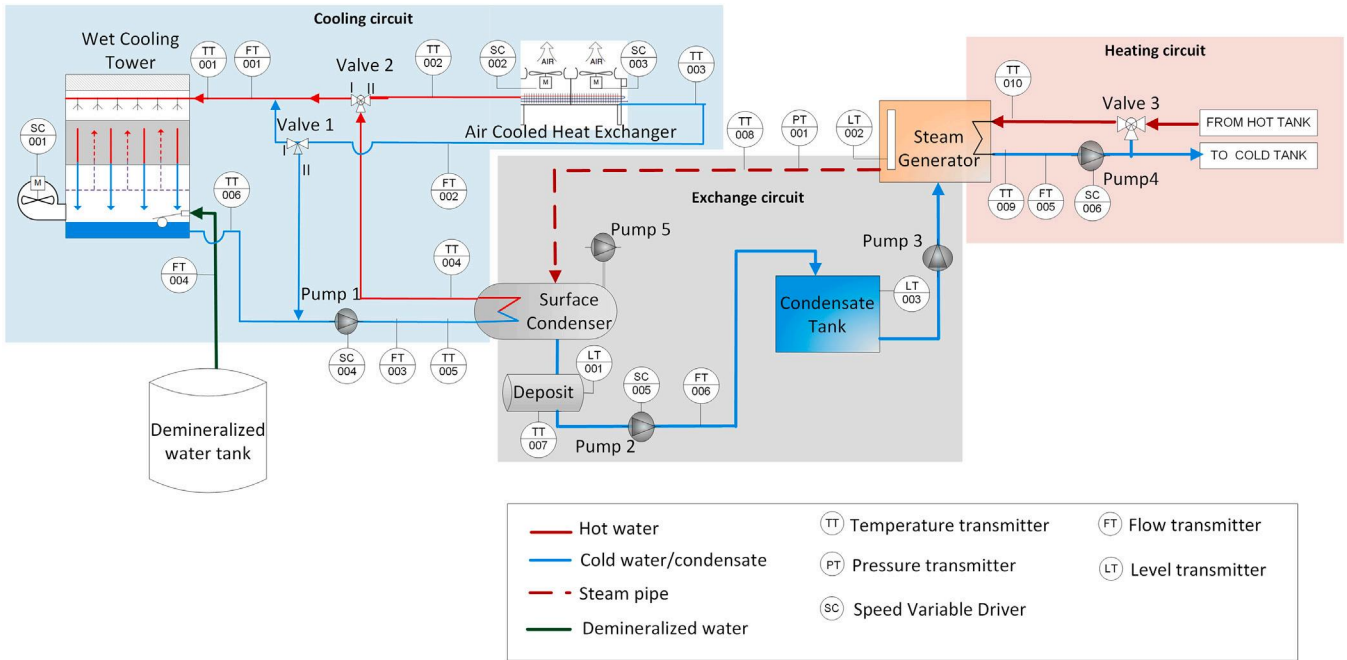 Cooling circuit
Wet Cooling
Tower
TT
001
FT
001
Valve 2
I
II
TT
002
SC
002
AIR
AIR
M
M
SC
003
TT
003
Heating circuit
TT
010
Valve 3
FROM HOT TANK
TO COLD TANK
SC
001
M
Valve 1
I
II
Air Cooled Heat Exchanger
TT
008
PT
001
LT
002
Steam
Generator
TT
006
FT
002
Exchange circuit
TT
009
FT
005
SC
006
Pump4
FT
004
TT
004
Pump 5
Pump 3
Pump 1
Surface
Condenser
Condensate
Tank
LT
003
SC
004
FT
003
TT
005
LT
001
Deposit
SC
005
FT
006
TT
007
Pump 2
Demineralized
water tank
Hot water
Cold water/condensate
Steam pipe
Demineralized water
TT Temperature transmitter
PT Pressure transmitter
SC Speed Variable Driver
FT Flow transmitter
LT Level transmitter